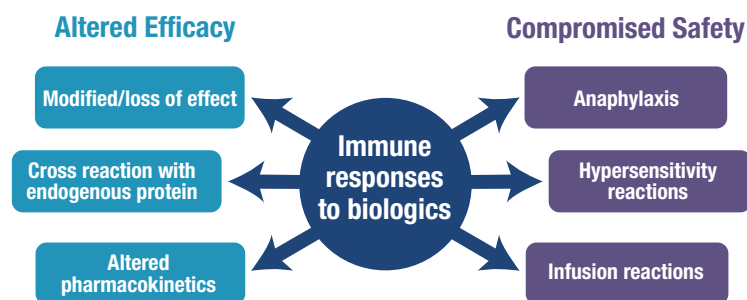 Altered Efficacy
Compromised Safety
Modified/loss of effect
Cross reaction with
endogenous protein
Altered
pharmacokinetics
Immune
responses
to biologics
Anaphylaxis
Hypersensitivity
reactions
Infusion reactions